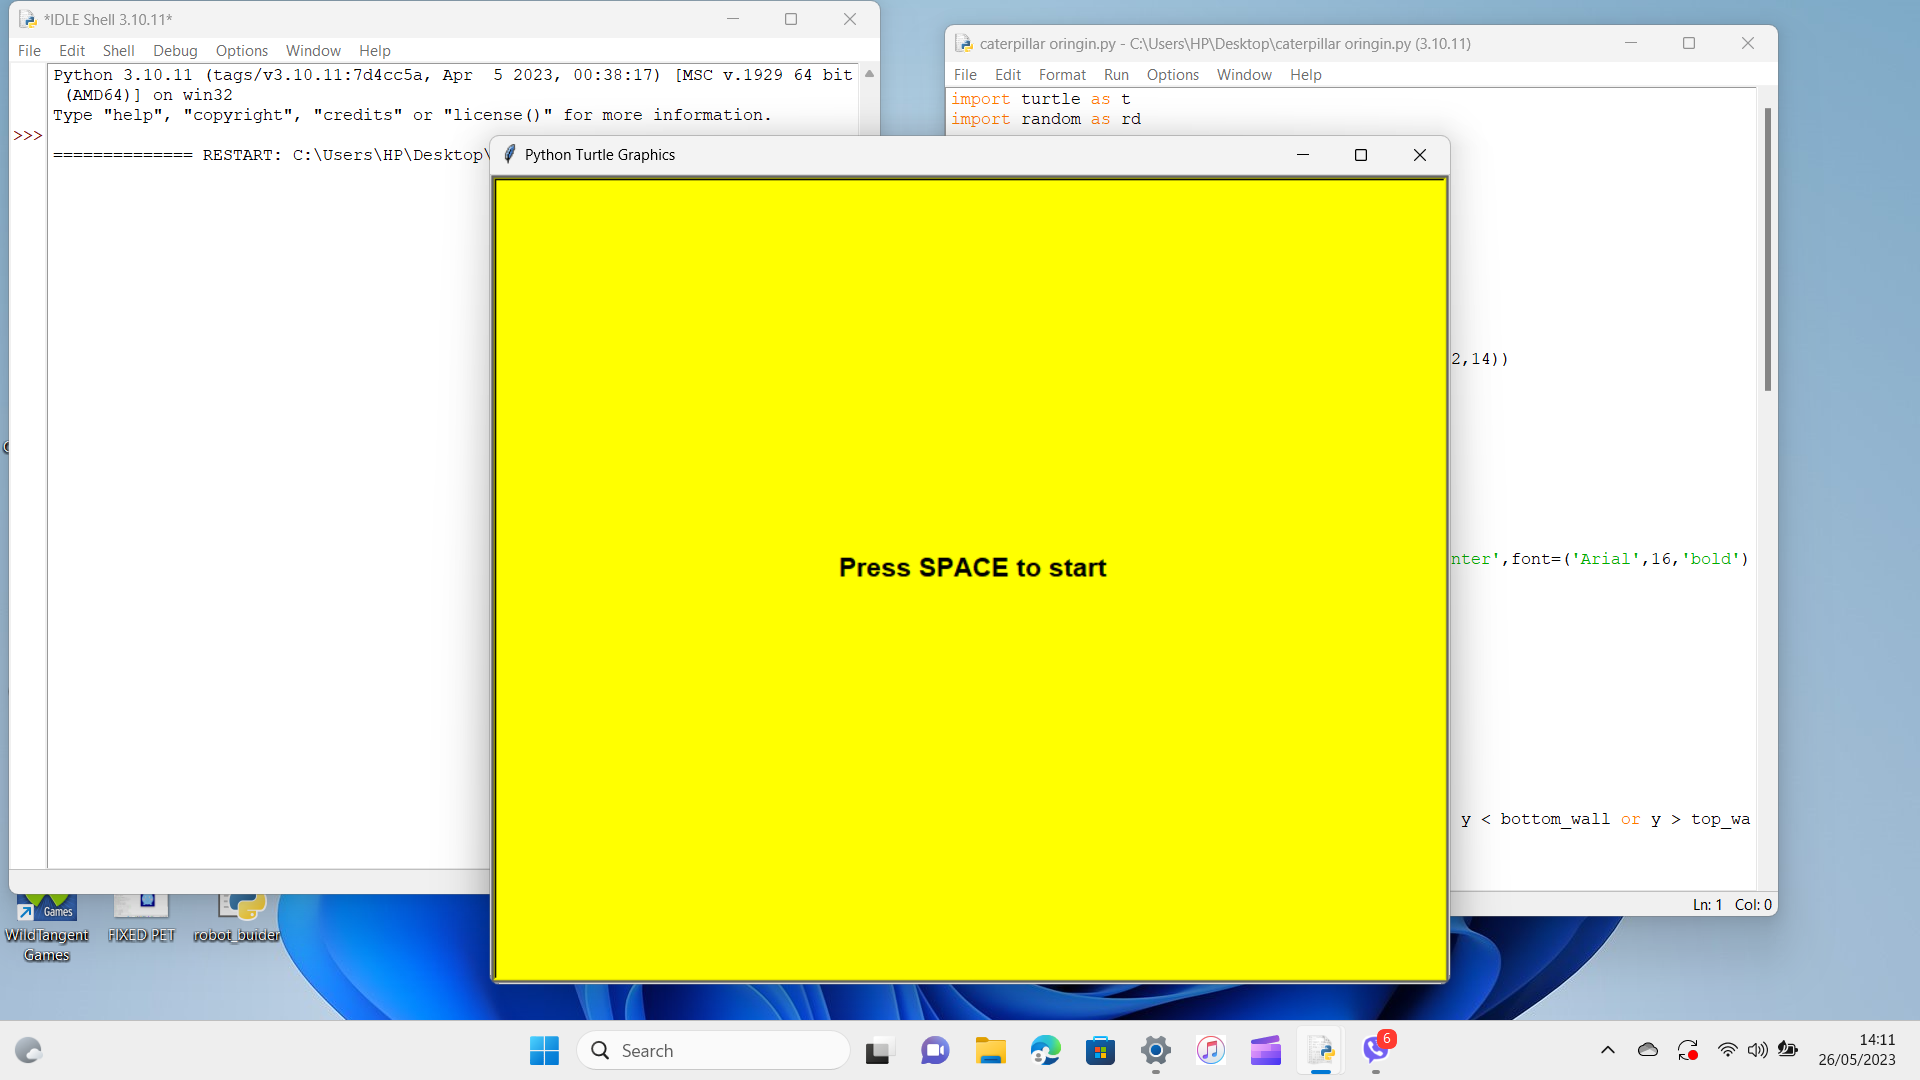 *IDLE Shell 3.10.11*
File Edit Shell Debug Options Window Help
Python 3.10.11 (tags/v3.10.11:7d4cc5a, Apr  5 2023, 00:38:17) [MSC v.1929 64 bit
(AMD64)] on win32
Type "help", "copyright", "credits" or "license()" for more information.
>>>
============== RESTART: C:\Users\HP\Desktop\
caterpillar oringin.py - C:\Users\HP\Desktop\caterpillar oringin.py (3.10.11)
File Edit Format Run Options Window Help
import turtle as t
import random as rd
2,14))
nter',font=('Arial',16,'bold')
y < bottom_wall or y > top_wa
Ln: 1 Col: 0
Python Turtle Graphics
Press SPACE to start
Games
WildTangent
Games
FIXED PET
robot_buider
Search
6
14:11
26/05/2023